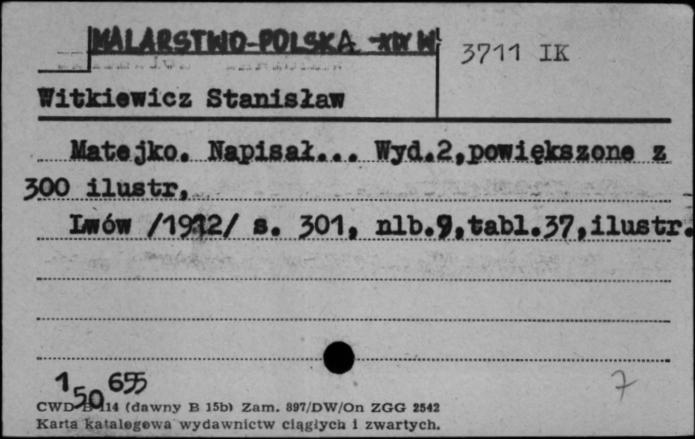 MALARSTWO-POLSKA XIX W
3711 IK
Witkiewicz Stanisław
Matejko. Napisał... Wyd.2,powiększone z
300 ilustr,
Lwów /1912/ s. 301, nlb.9,tabl.37,ilustr.
150 655
7
CWD B-114 (dawny B 15b) Zam. 897/DW/On ZGG 2542
Karta katalogowa wydawnictw ciągłych i zwartych.